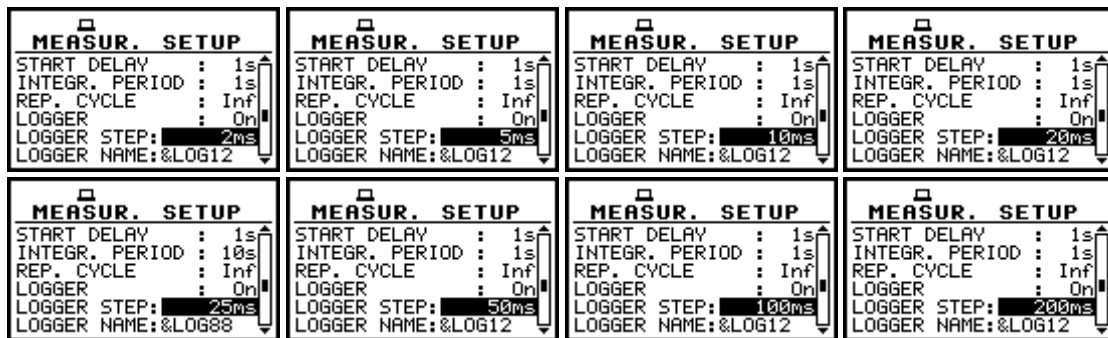 MEASUR. SETUP
START DELAY : 1s
INTEGR. PERIOD : 1s
REP. CYCLE : Inf
LOGGER : On
LOGGER STEP: 2ms
LOGGER NAME:&LOG12
MEASUR. SETUP
START DELAY : 1s
INTEGR. PERIOD : 1s
REP. CYCLE : Inf
LOGGER : On
LOGGER STEP: 5ms
LOGGER NAME:&LOG12
MEASUR. SETUP
START DELAY : 1s
INTEGR. PERIOD : 1s
REP. CYCLE : Inf
LOGGER : On
LOGGER STEP: 10ms
LOGGER NAME:&LOG12
MEASUR. SETUP
START DELAY : 1s
INTEGR. PERIOD : 1s
REP. CYCLE : Inf
LOGGER : On
LOGGER STEP: 20ms
LOGGER NAME:&LOG12
MEASUR. SETUP
START DELAY : 1s
INTEGR. PERIOD : 10s
REP. CYCLE : Inf
LOGGER : On
LOGGER STEP: 25ms
LOGGER NAME:&LOG88
MEASUR. SETUP
START DELAY : 1s
INTEGR. PERIOD : 1s
REP. CYCLE : Inf
LOGGER : On
LOGGER STEP: 50ms
LOGGER NAME:&LOG12
MEASUR. SETUP
START DELAY : 1s
INTEGR. PERIOD : 1s
REP. CYCLE : Inf
LOGGER : On
LOGGER STEP: 100ms
LOGGER NAME:&LOG12
MEASUR. SETUP
START DELAY : 1s
INTEGR. PERIOD : 1s
REP. CYCLE : Inf
LOGGER : On
LOGGER STEP: 200ms
LOGGER NAME:&LOG12